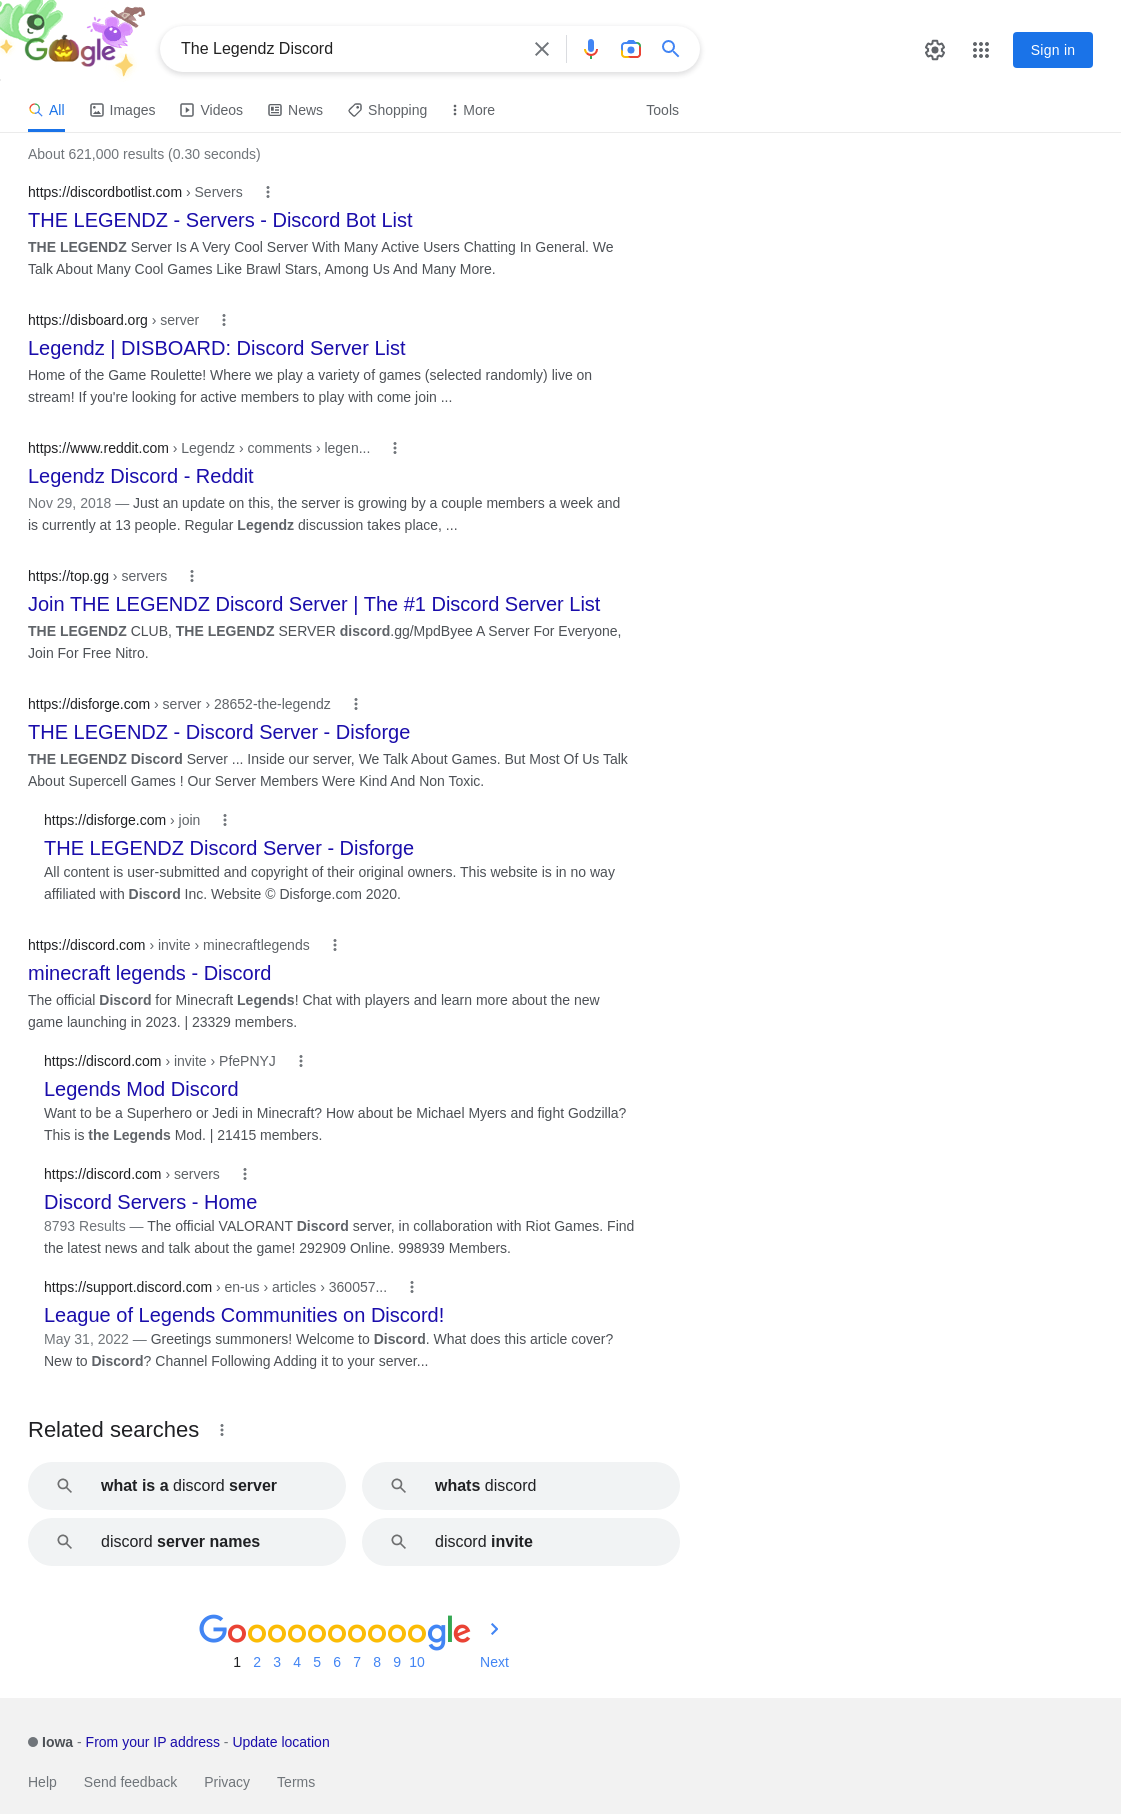 Google
The Legendz Discord
Sign in
All Images Videos News Shopping More Tools
About 621,000 results (0.30 seconds)
https://discordbotlist.com › Servers
THE LEGENDZ - Servers - Discord Bot List
THE LEGENDZ Server Is A Very Cool Server With Many Active Users Chatting In General. We
Talk About Many Cool Games Like Brawl Stars, Among Us And Many More.
https://disboard.org › server
Legendz | DISBOARD: Discord Server List
Home of the Game Roulette! Where we play a variety of games (selected randomly) live on
stream! If you're looking for active members to play with come join ...
https://www.reddit.com › Legendz › comments › legen...
Legendz Discord - Reddit
Nov 29, 2018 — Just an update on this, the server is growing by a couple members a week and
is currently at 13 people. Regular Legendz discussion takes place, ...
https://top.gg › servers
Join THE LEGENDZ Discord Server | The #1 Discord Server List
THE LEGENDZ CLUB, THE LEGENDZ SERVER discord.gg/MpdByee A Server For Everyone,
Join For Free Nitro.
https://disforge.com › server › 28652-the-legendz
THE LEGENDZ - Discord Server - Disforge
THE LEGENDZ Discord Server ... Inside our server, We Talk About Games. But Most Of Us Talk
About Supercell Games ! Our Server Members Were Kind And Non Toxic.
https://disforge.com › join
THE LEGENDZ Discord Server - Disforge
All content is user-submitted and copyright of their original owners. This website is in no way
affiliated with Discord Inc. Website © Disforge.com 2020.
https://discord.com › invite › minecraftlegends
minecraft legends - Discord
The official Discord for Minecraft Legends! Chat with players and learn more about the new
game launching in 2023. | 23329 members.
https://discord.com › invite › PfePNYJ
Legends Mod Discord
Want to be a Superhero or Jedi in Minecraft? How about be Michael Myers and fight Godzilla?
This is the Legends Mod. | 21415 members.
https://discord.com › servers
Discord Servers - Home
8793 Results — The official VALORANT Discord server, in collaboration with Riot Games. Find
the latest news and talk about the game! 292909 Online. 998939 Members.
https://support.discord.com › en-us › articles › 360057...
League of Legends Communities on Discord!
May 31, 2022 — Greetings summoners! Welcome to Discord. What does this article cover?
New to Discord? Channel Following Adding it to your server...
Related searches
what is a discord server
whats discord
discord server names
discord invite
Goooooooooogle
1 2 3 4 5 6 7 8 9 10 Next
Iowa - From your IP address - Update location
Help Send feedback Privacy Terms